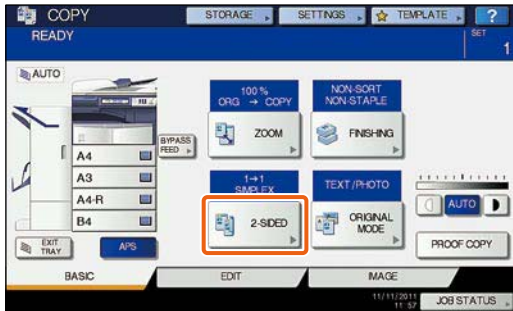 COPY
STORAGE
SETTINGS
TEMPLATE
?
READY
SET
1
AUTO
100 %
ORG → COPY
NON-SORT
NON-STAPLE
ZOOM
FINISHING
BYPASS
FEED
A4
A3
A4-R
B4
1→1
SIMPLEX
TEXT/PHOTO
2-SIDED
ORIGINAL
MODE
AUTO
EXIT
TRAY
APS
PROOF COPY
BASIC
EDIT
IMAGE
11/11/2011
11:57
JOB STATUS